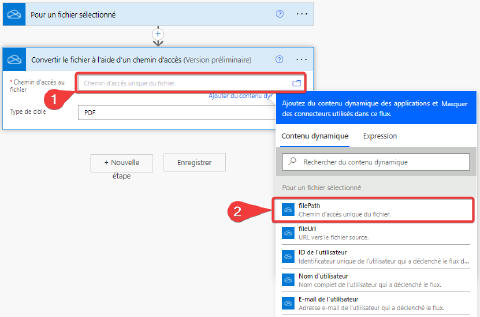 Pour un fichier sélectionné
Convertir le fichier à l'aide d'un chemin d'accès (Version préliminaire)
* Chemin d'accès au fichier
Chemin d'accès unique du fichier.
1
Ajouter du contenu dy
Type de cible
PDF
+ Nouvelle étape
Enregistrer
Ajoutez du contenu dynamique des applications et Masquer
des connecteurs utilisés dans ce flux.
Contenu dynamique
Expression
Rechercher du contenu dynamique
Pour un fichier sélectionné
2
filePath
Chemin d'accès unique du fichier.
fileUrl
URL vers le fichier source.
ID de l'utilisateur
Identificateur unique de l'utilisateur qui a déclenché le flux d...
Nom d'utilisateur
Nom complet de l'utilisateur qui a déclenché le flux.
E-mail de l'utilisateur
Adresse e-mail de l'utilisateur qui a déclenché le flux.